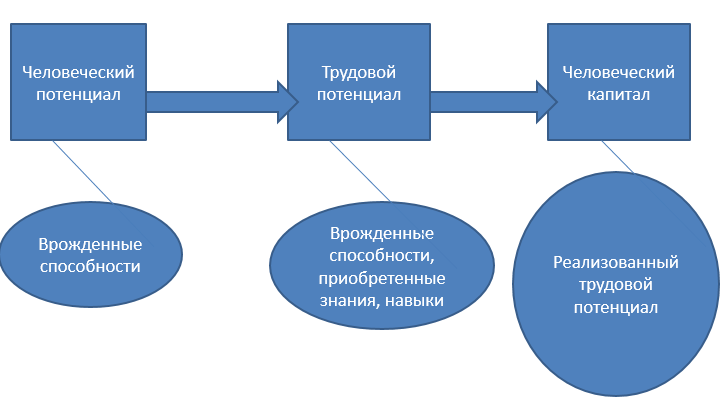 Человеческий
потенциал
Трудовой
потенциал
Человеческий
капитал
Врожденные
способности
Врожденные
способности,
приобретенные
знания, навыки
Реализованный
трудовой
потенциал